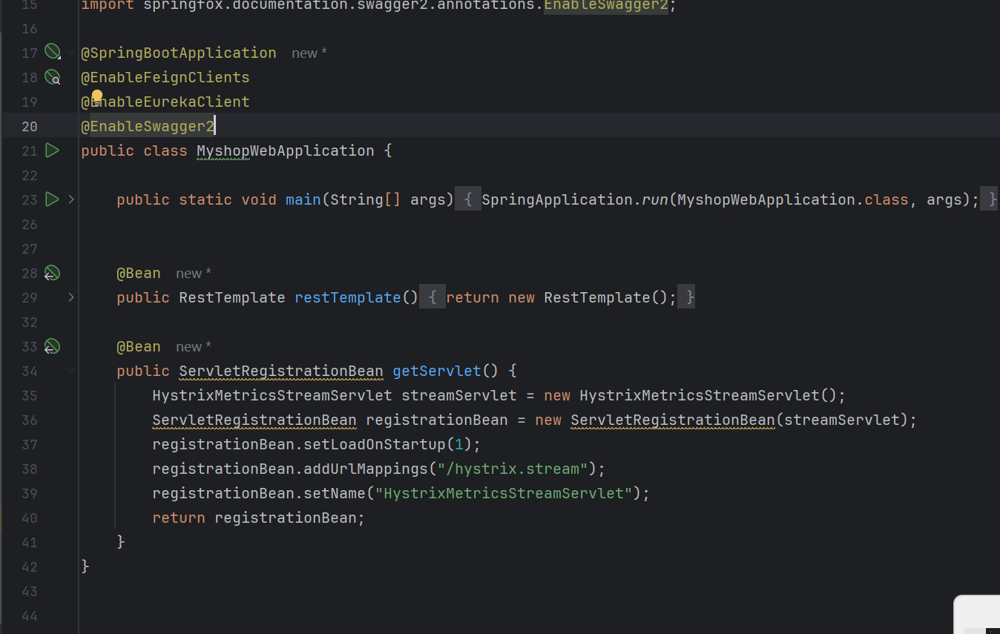 15 import springfox.documentation.swagger2.annotations.EnableSwagger2;
16
17 @SpringBootApplication new *
18 @EnableFeignClients
19 @EnableEurekaClient
20 @EnableSwagger2
21 public class MyshopWebApplication {
22
23 public static void main(String[] args) { SpringApplication.run(MyshopWebApplication.class, args); }
26
27
28 @Bean new *
29 public RestTemplate restTemplate() { return new RestTemplate(); }
32
33 @Bean new *
34 public ServletRegistrationBean getServlet() {
35 HystrixMetricsStreamServlet streamServlet = new HystrixMetricsStreamServlet();
36 ServletRegistrationBean registrationBean = new ServletRegistrationBean(streamServlet);
37 registrationBean.setLoadOnStartup(1);
38 registrationBean.addUrlMappings("/hystrix.stream");
39 registrationBean.setName("HystrixMetricsStreamServlet");
40 return registrationBean;
41 }
42 }
43
44